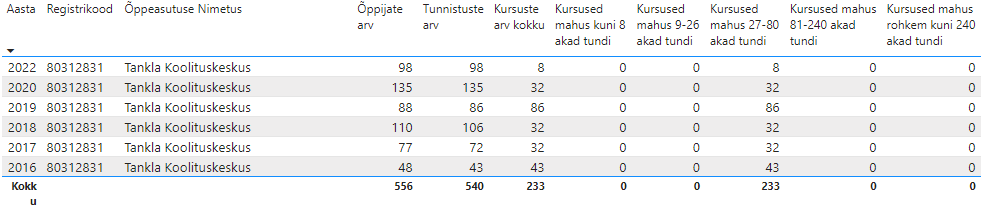 Aasta Registrikood Õppeasutuse Nimetus Õppijate arv Tunnistuste arv Kursuste arv kokku Kursused mahus kuni 8 akad tundi Kursused mahus 9-26 akad tundi Kursused mahus 27-80 akad tundi Kursused mahus 81-240 akad tundi Kursused mahus rohkem kuni 240 akad tundi
2022 80312831 Tankla Koolituskeskus 98 98 8 0 0 8 0 0
2020 80312831 Tankla Koolituskeskus 135 135 32 0 0 32 0 0
2019 80312831 Tankla Koolituskeskus 88 86 86 0 0 86 0 0
2018 80312831 Tankla Koolituskeskus 110 106 32 0 0 32 0 0
2017 80312831 Tankla Koolituskeskus 77 72 32 0 0 32 0 0
2016 80312831 Tankla Koolituskeskus 48 43 43 0 0 43 0 0
Kokku 556 540 233 0 0 233 0 0